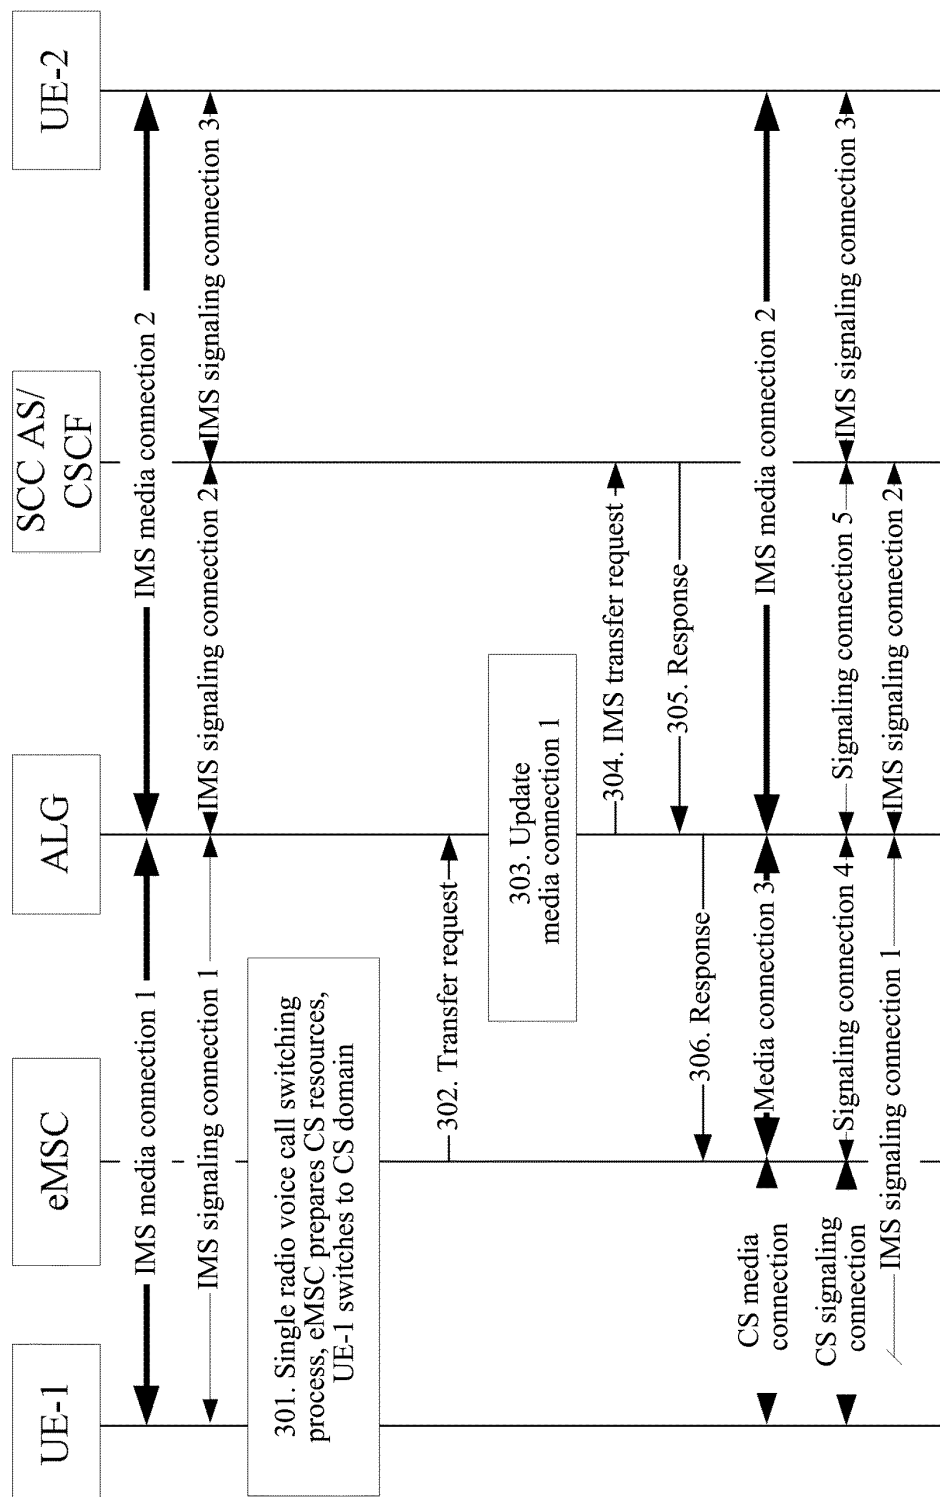 UE-1
eMSC
ALG
SCC AS/
CSCF
UE-2
IMS media connection 1
IMS media connection 2
IMS signaling connection 1
IMS signaling connection 2
IMS signaling connection 3
301. Single radio voice call switching
process, eMSC prepares CS resources,
UE-1 switches to CS domain
302. Transfer request
303. Update
media connection 1
304. IMS transfer request
305. Response
306. Response
CS media
connection
Media connection 3
IMS media connection 2
CS signaling
connection
Signaling connection 4
Signaling connection 5
IMS signaling connection 3
IMS signaling connection 1
IMS signaling connection 2